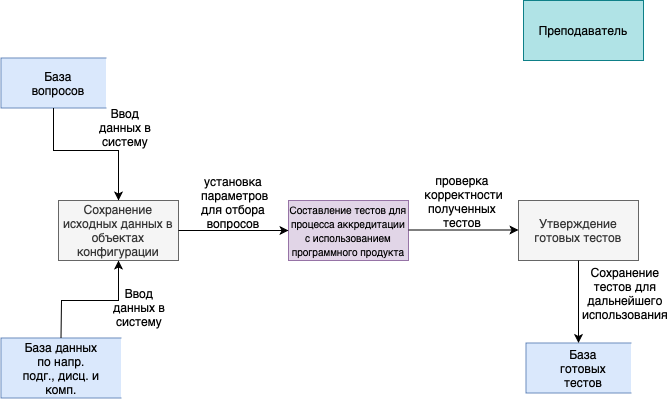 Преподаватель
База
вопросов
Ввод
данных в
систему
Сохранение
исходных данных в
объектах
конфигурации
установка
параметров
для отбора
вопросов
Составление тестов для
процесса аккредитации
с использованием
программного продукта
проверка
корректности
полученных
тестов
Утверждение
готовых тестов
Ввод
данных в
систему
Сохранение
тестов для
дальнейшего
использования
База данных
по напр.
подг., дисц. и
комп.
База
готовых
тестов